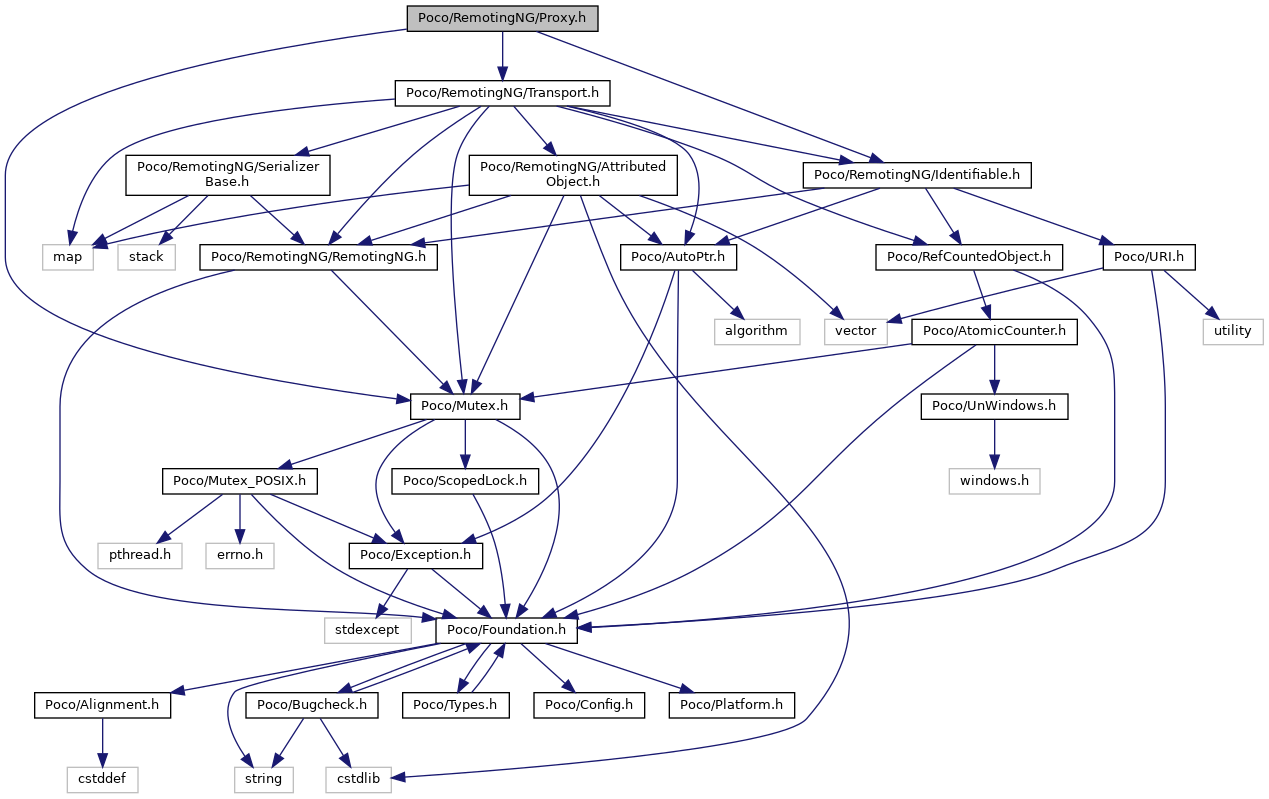 Poco/RemotingNG/Proxy.h
Poco/RemotingNG/Transport.h
Poco/RemotingNG/Serializer
Base.h
Poco/RemotingNG/Attributed
Object.h
Poco/RemotingNG/Identifiable.h
map
stack
Poco/RemotingNG/RemotingNG.h
Poco/AutoPtr.h
Poco/RefCountedObject.h
Poco/URI.h
algorithm
vector
Poco/AtomicCounter.h
utility
Poco/Mutex.h
Poco/UnWindows.h
Poco/Mutex_POSIX.h
Poco/ScopedLock.h
windows.h
pthread.h
errno.h
Poco/Exception.h
stdexcept
Poco/Foundation.h
Poco/Alignment.h
Poco/Bugcheck.h
Poco/Types.h
Poco/Config.h
Poco/Platform.h
cstddef
string
cstdlib